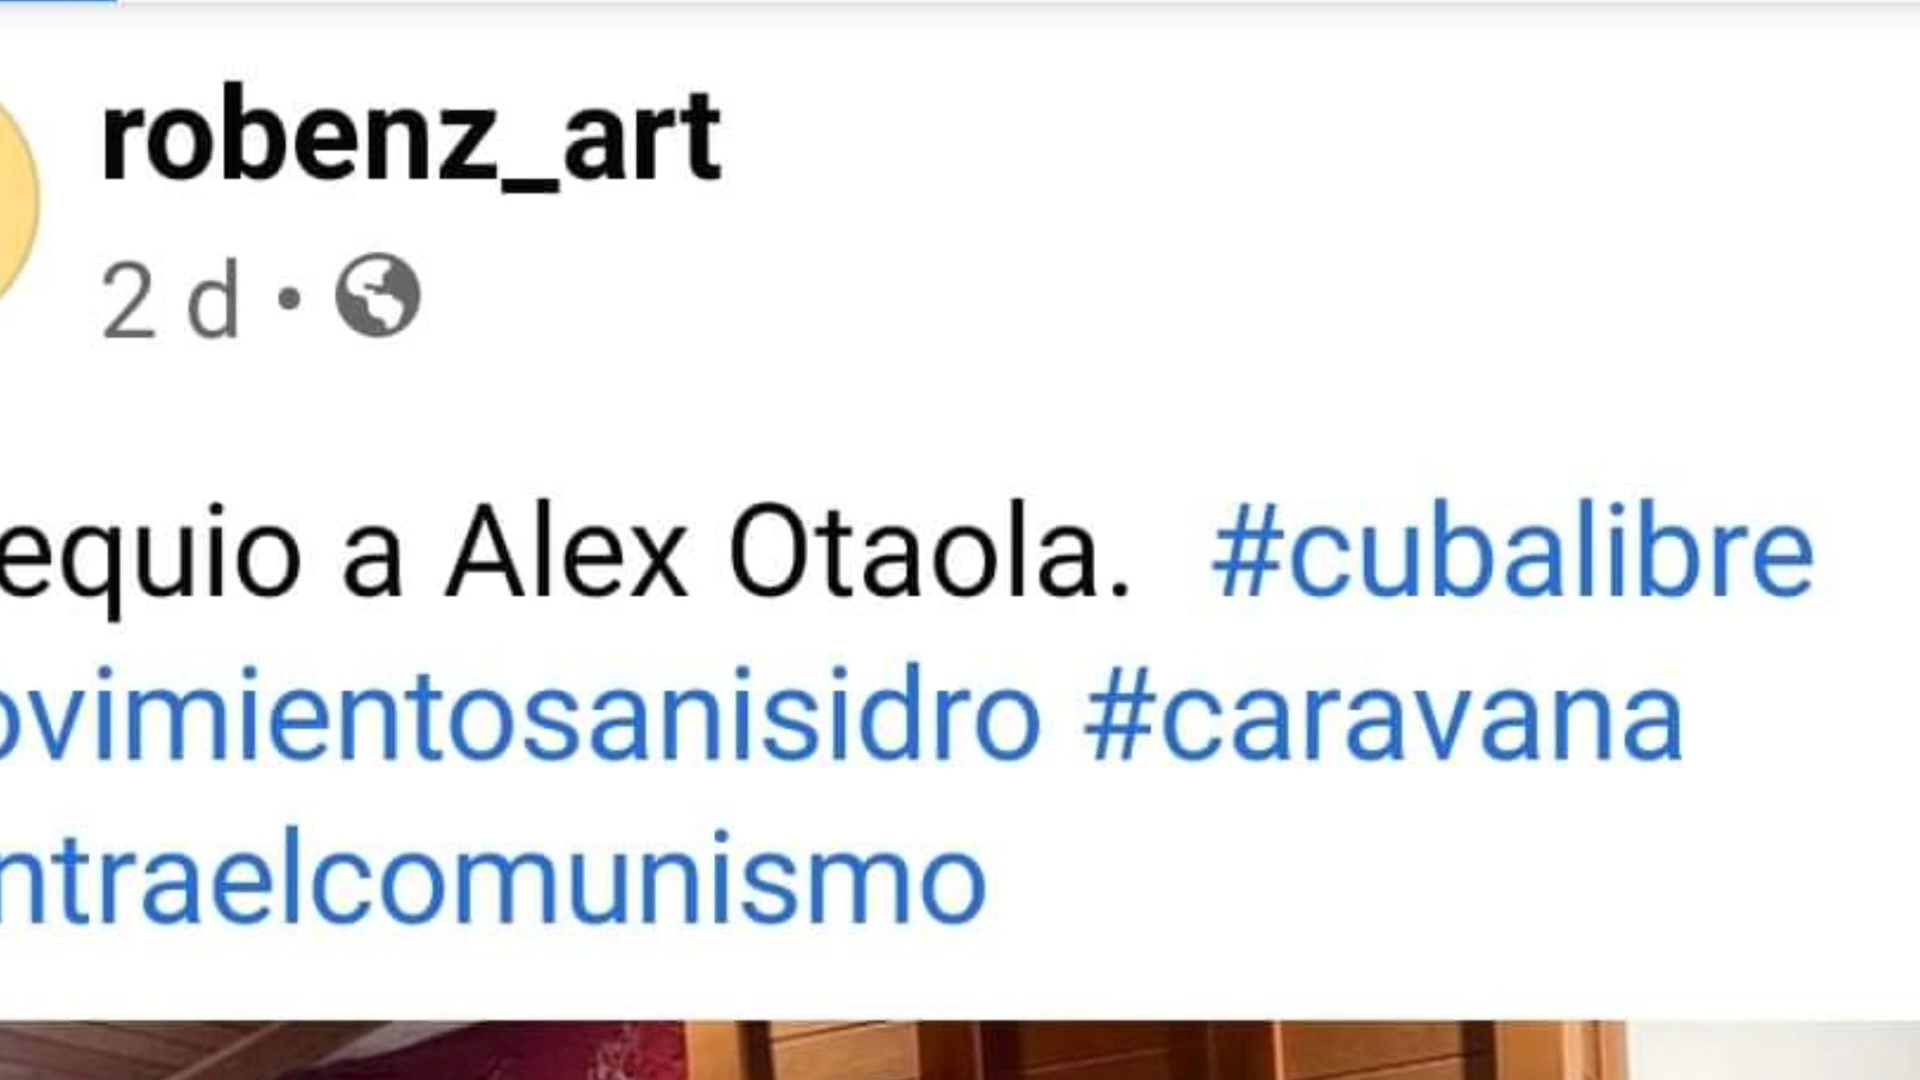 robenz_art
2 d ·
equio a Alex Otaola. #cubalibre
ovimientosanisidro #caravana
ntraelcomunismo